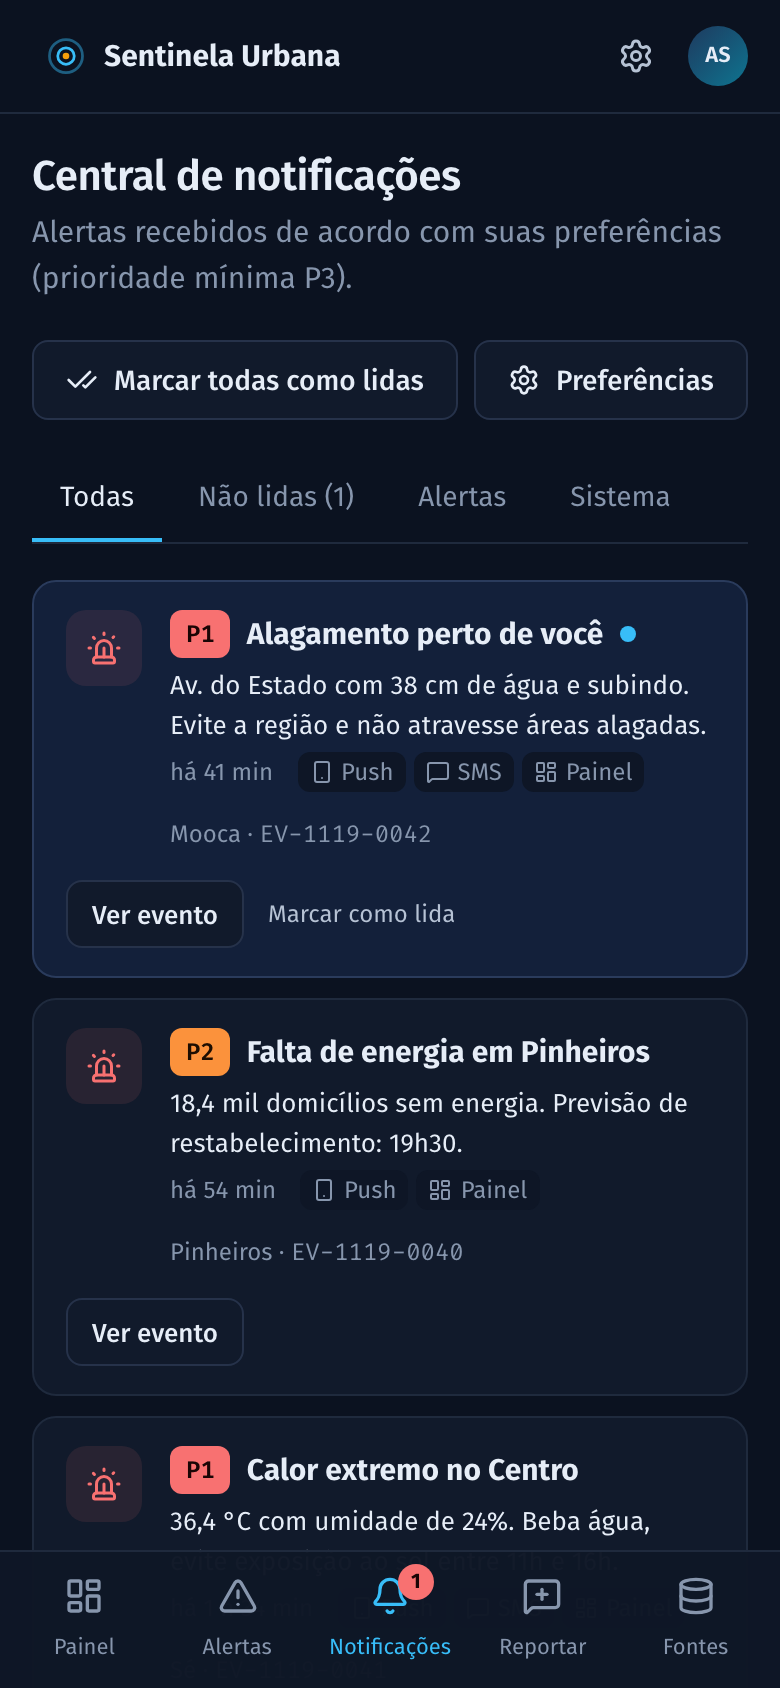 Sentinela Urbana
AS
Central de notificações
Alertas recebidos de acordo com suas preferências
(prioridade mínima P3).
Marcar todas como lidas
Preferências
Todas
Não lidas (1)
Alertas
Sistema
P1 Alagamento perto de você
Av. do Estado com 38 cm de água e subindo.
Evite a região e não atravesse áreas alagadas.
há 41 min Push SMS Painel
Mooca · EV-1119-0042
Ver evento
Marcar como lida
P2 Falta de energia em Pinheiros
18,4 mil domicílios sem energia. Previsão de
restabelecimento: 19h30.
há 54 min Push Painel
Pinheiros · EV-1119-0040
Ver evento
P1 Calor extremo no Centro
36,4 °C com umidade de 24%. Beba água,
evite exposição ao sol entre
1
Painel
Alertas
Notificações
Reportar
Fontes